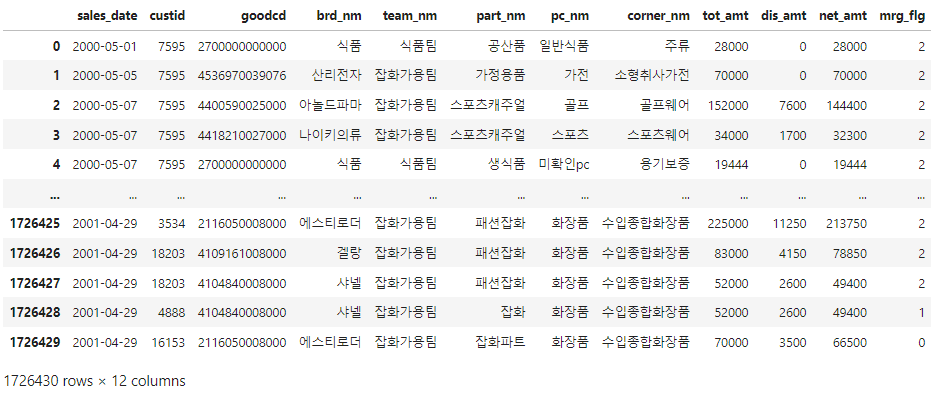 sales_date custid goodcd brd_nm team_nm part_nm pc_nm corner_nm tot_amt dis_amt net_amt mrg_flg
0 2000-05-01 7595 2700000000000 식품 식품팀 공산품 일반식품 주류 28000 0 28000 2
1 2000-05-05 7595 4536970039076 산리전자 잡화가용팀 가정용품 가전 소형취사가전 70000 0 70000 2
2 2000-05-07 7595 4400590025000 아놀드파마 잡화가용팀 스포츠캐주얼 골프 골프웨어 152000 7600 144400 2
3 2000-05-07 7595 4418210027000 나이키의류 잡화가용팀 스포츠캐주얼 스포츠 스포츠웨어 34000 1700 32300 2
4 2000-05-07 7595 2700000000000 식품 식품팀 생식품 미확인pc 용기보증 19444 0 19444 2
... ... ... ... ... ... ... ... ... ... ... ... ...
1726425 2001-04-29 3534 2116050008000 에스티로더 잡화가용팀 패션잡화 화장품 수입종합화장품 225000 11250 213750 2
1726426 2001-04-29 18203 4109161008000 겔랑 잡화가용팀 패션잡화 화장품 수입종합화장품 83000 4150 78850 2
1726427 2001-04-29 18203 4104840008000 샤넬 잡화가용팀 패션잡화 화장품 수입종합화장품 52000 2600 49400 2
1726428 2001-04-29 4888 4104840008000 샤넬 잡화가용팀 잡화 화장품 수입종합화장품 52000 2600 49400 1
1726429 2001-04-29 16153 2116050008000 에스티로더 잡화가용팀 잡화파트 화장품 수입종합화장품 70000 3500 66500 0
1726430 rows × 12 columns